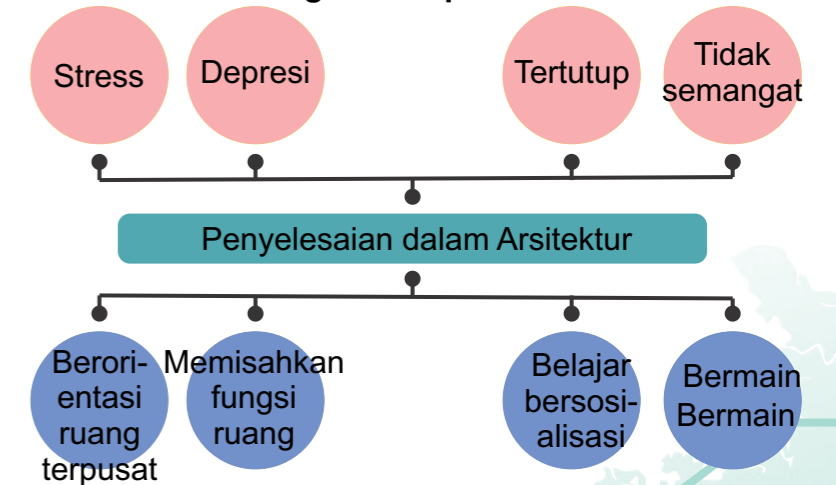 Stress
Depresi
Tertutup
Tidak
semangat
Penyelesaian dalam Arsitektur
Berori-
entasi
ruang
terpusat
Memisahkan
fungsi
ruang
Belajar
bersosi-
alisasi
Bermain
Bermain